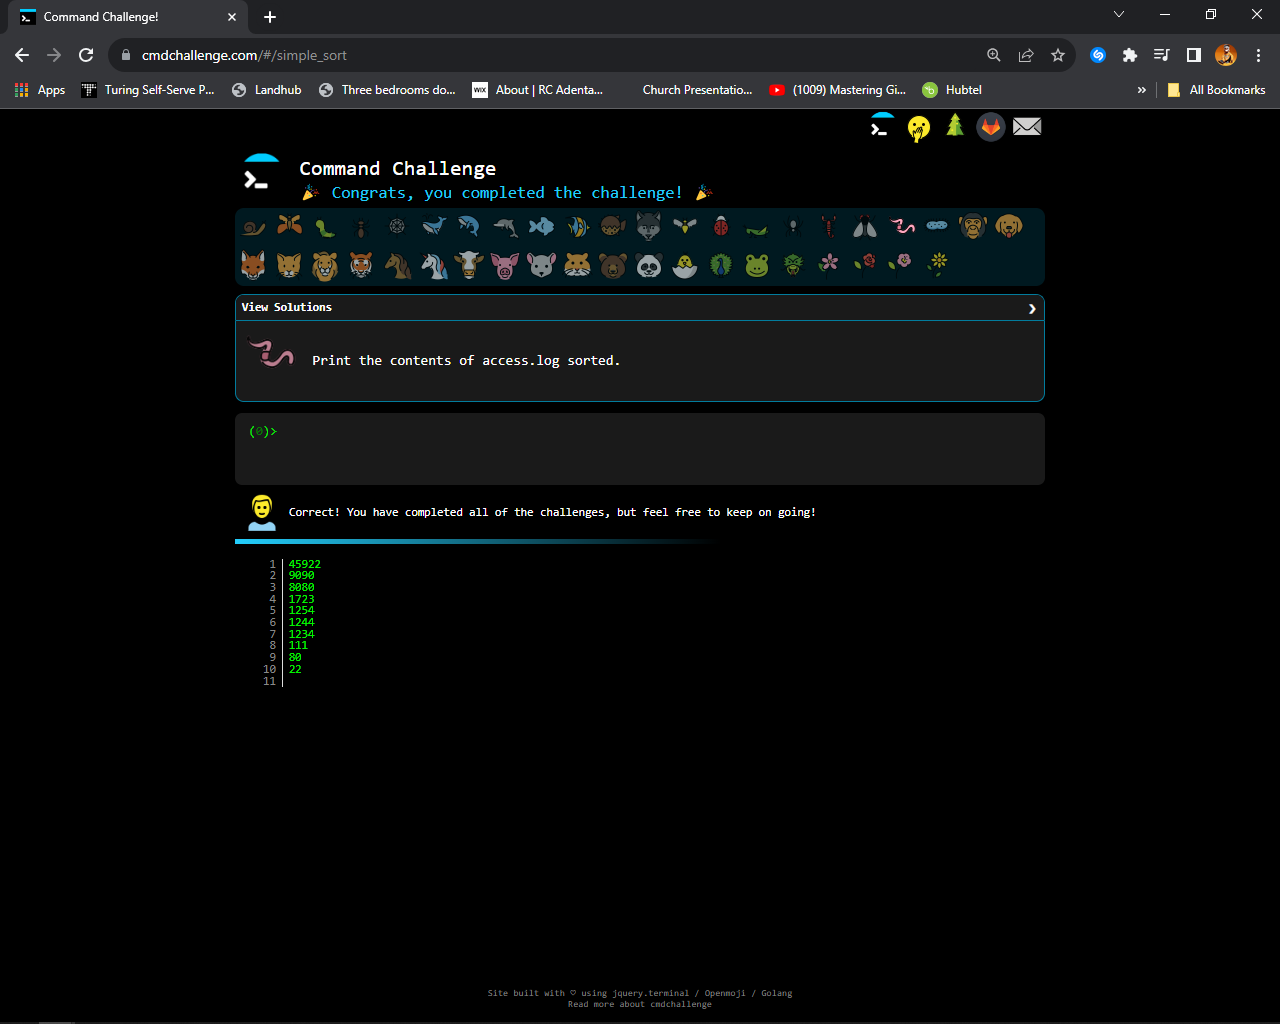 Command Challenge!
cmdchallenge.com/#/simple_sort
Apps
Turing Self-Serve P...
Landhub
Three bedrooms do...
WIX
About | RC Adenta...
Church Presentatio...
(1009) Mastering Gi...
Hubtel
»
All Bookmarks
Command Challenge
Congrats, you completed the challenge!
View Solutions
Print the contents of access.log sorted.
(0)>
Correct! You have completed all of the challenges, but feel free to keep on going!
1 45922
2 9090
3 8080
4 1723
5 1254
6 1244
7 1234
8 111
9 80
10 22
11
Site built with ♡ using jquery.terminal / Openmoji / Golang
Read more about cmdchallenge